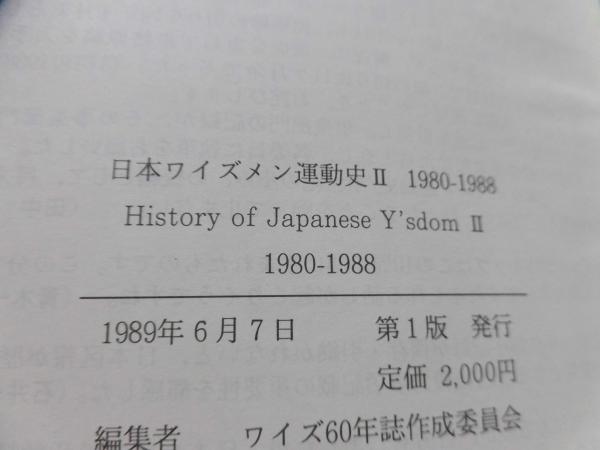 日本ワイズメン運動史Ⅱ 1980-1988
History of Japanese Y'sdom Ⅱ
1980-1988
1989年6月7日 第1版 発行
定価 2,000円
編集者 ワイズ60年誌作成委員会